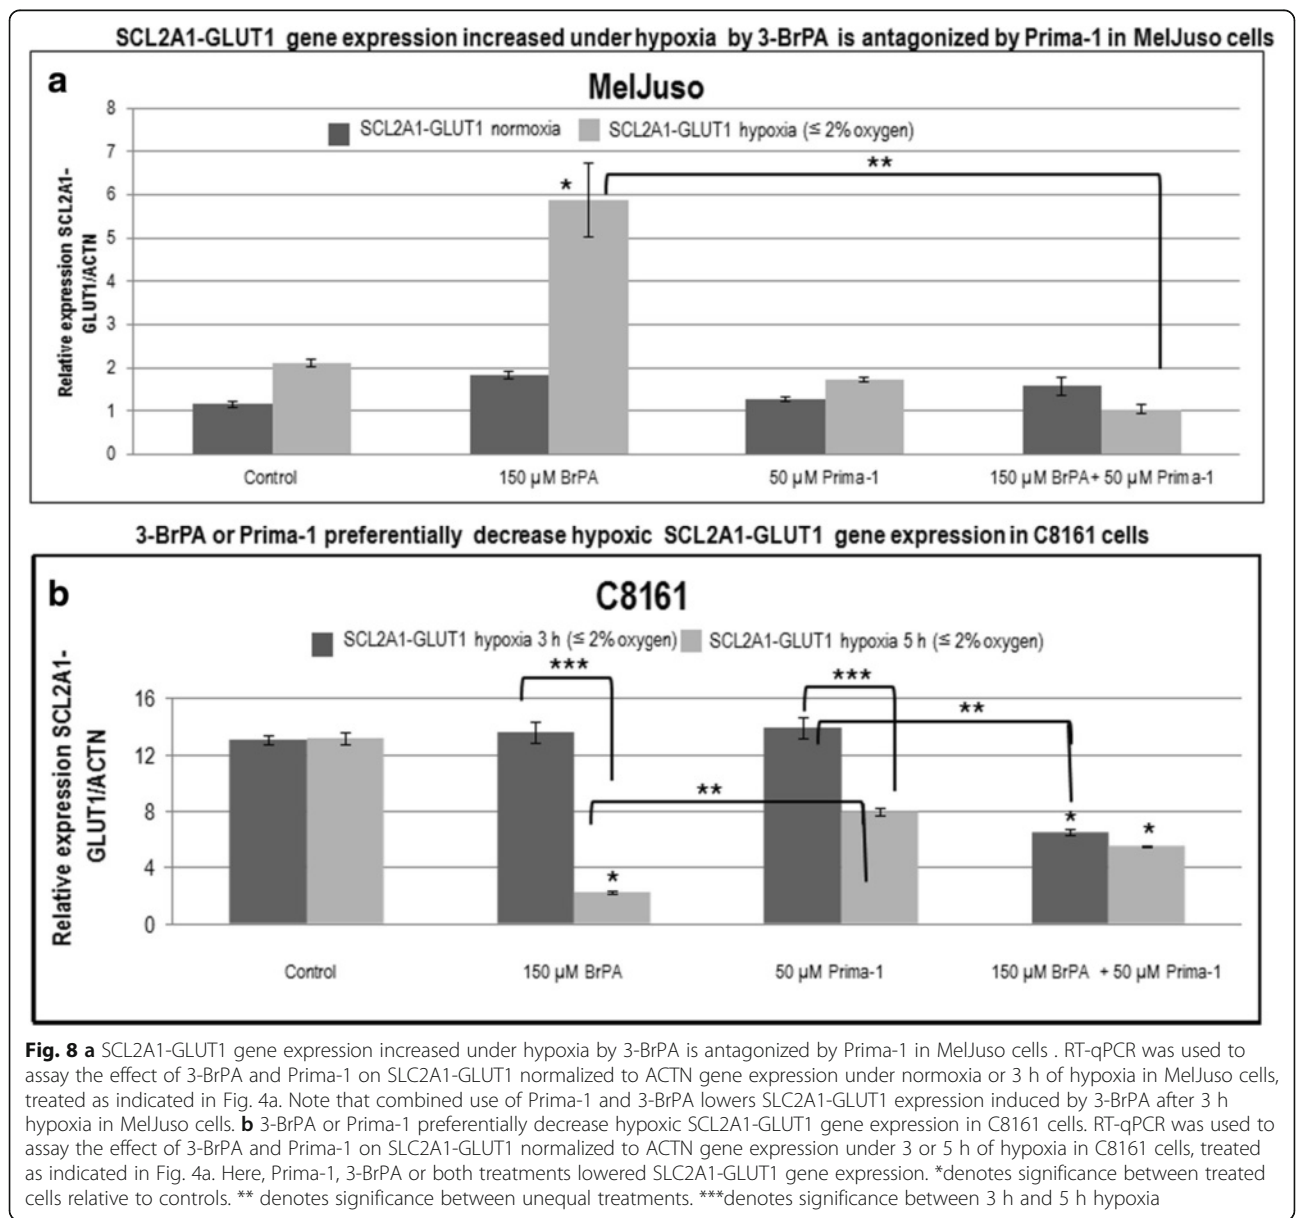 SCL2A1-GLUT1 gene expression increased under hypoxia by 3-BrPA is antagonized by Prima-1 in MelJuso cells
a
MelJuso
SCL2A1-GLUT1 normoxia
SCL2A1-GLUT1 hypoxia (≤ 2% oxygen)
Relative expression SCL2A1-
GLUT1/ACTN
8
7
6
5
4
3
2
1
0
*
**
Control
150 µM BrPA
50 µM Prima-1
150 µM BrPA+ 50 µM Prima-1
3-BrPA or Prima-1 preferentially decrease hypoxic SCL2A1-GLUT1 gene expression in C8161 cells
b
C8161
SCL2A1-GLUT1 hypoxia 3 h (≤ 2% oxygen)
SCL2A1-GLUT1 hypoxia 5 h (≤ 2% oxygen)
Relative expression SCL2A1-
GLUT1/ACTN
16
12
8
4
0
***
***
**
**
*
*
*
Control
150 µM BrPA
50 µM Prima-1
150 µM BrPA + 50 µM Prima-1
Fig. 8 a SCL2A1-GLUT1 gene expression increased under hypoxia by 3-BrPA is antagonized by Prima-1 in MelJuso cells . RT-qPCR was used to
assay the effect of 3-BrPA and Prima-1 on SLC2A1-GLUT1 normalized to ACTN gene expression under normoxia or 3 h of hypoxia in MelJuso cells,
treated as indicated in Fig. 4a. Note that combined use of Prima-1 and 3-BrPA lowers SLC2A1-GLUT1 expression induced by 3-BrPA after 3 h
hypoxia in MelJuso cells. b 3-BrPA or Prima-1 preferentially decrease hypoxic SCL2A1-GLUT1 gene expression in C8161 cells. RT-qPCR was used to
assay the effect of 3-BrPA and Prima-1 on SLC2A1-GLUT1 normalized to ACTN gene expression under 3 or 5 h of hypoxia in C8161 cells, treated
as indicated in Fig. 4a. Here, Prima-1, 3-BrPA or both treatments lowered SLC2A1-GLUT1 gene expression. *denotes significance between treated
cells relative to controls. ** denotes significance between unequal treatments. ***denotes significance between 3 h and 5 h hypoxia